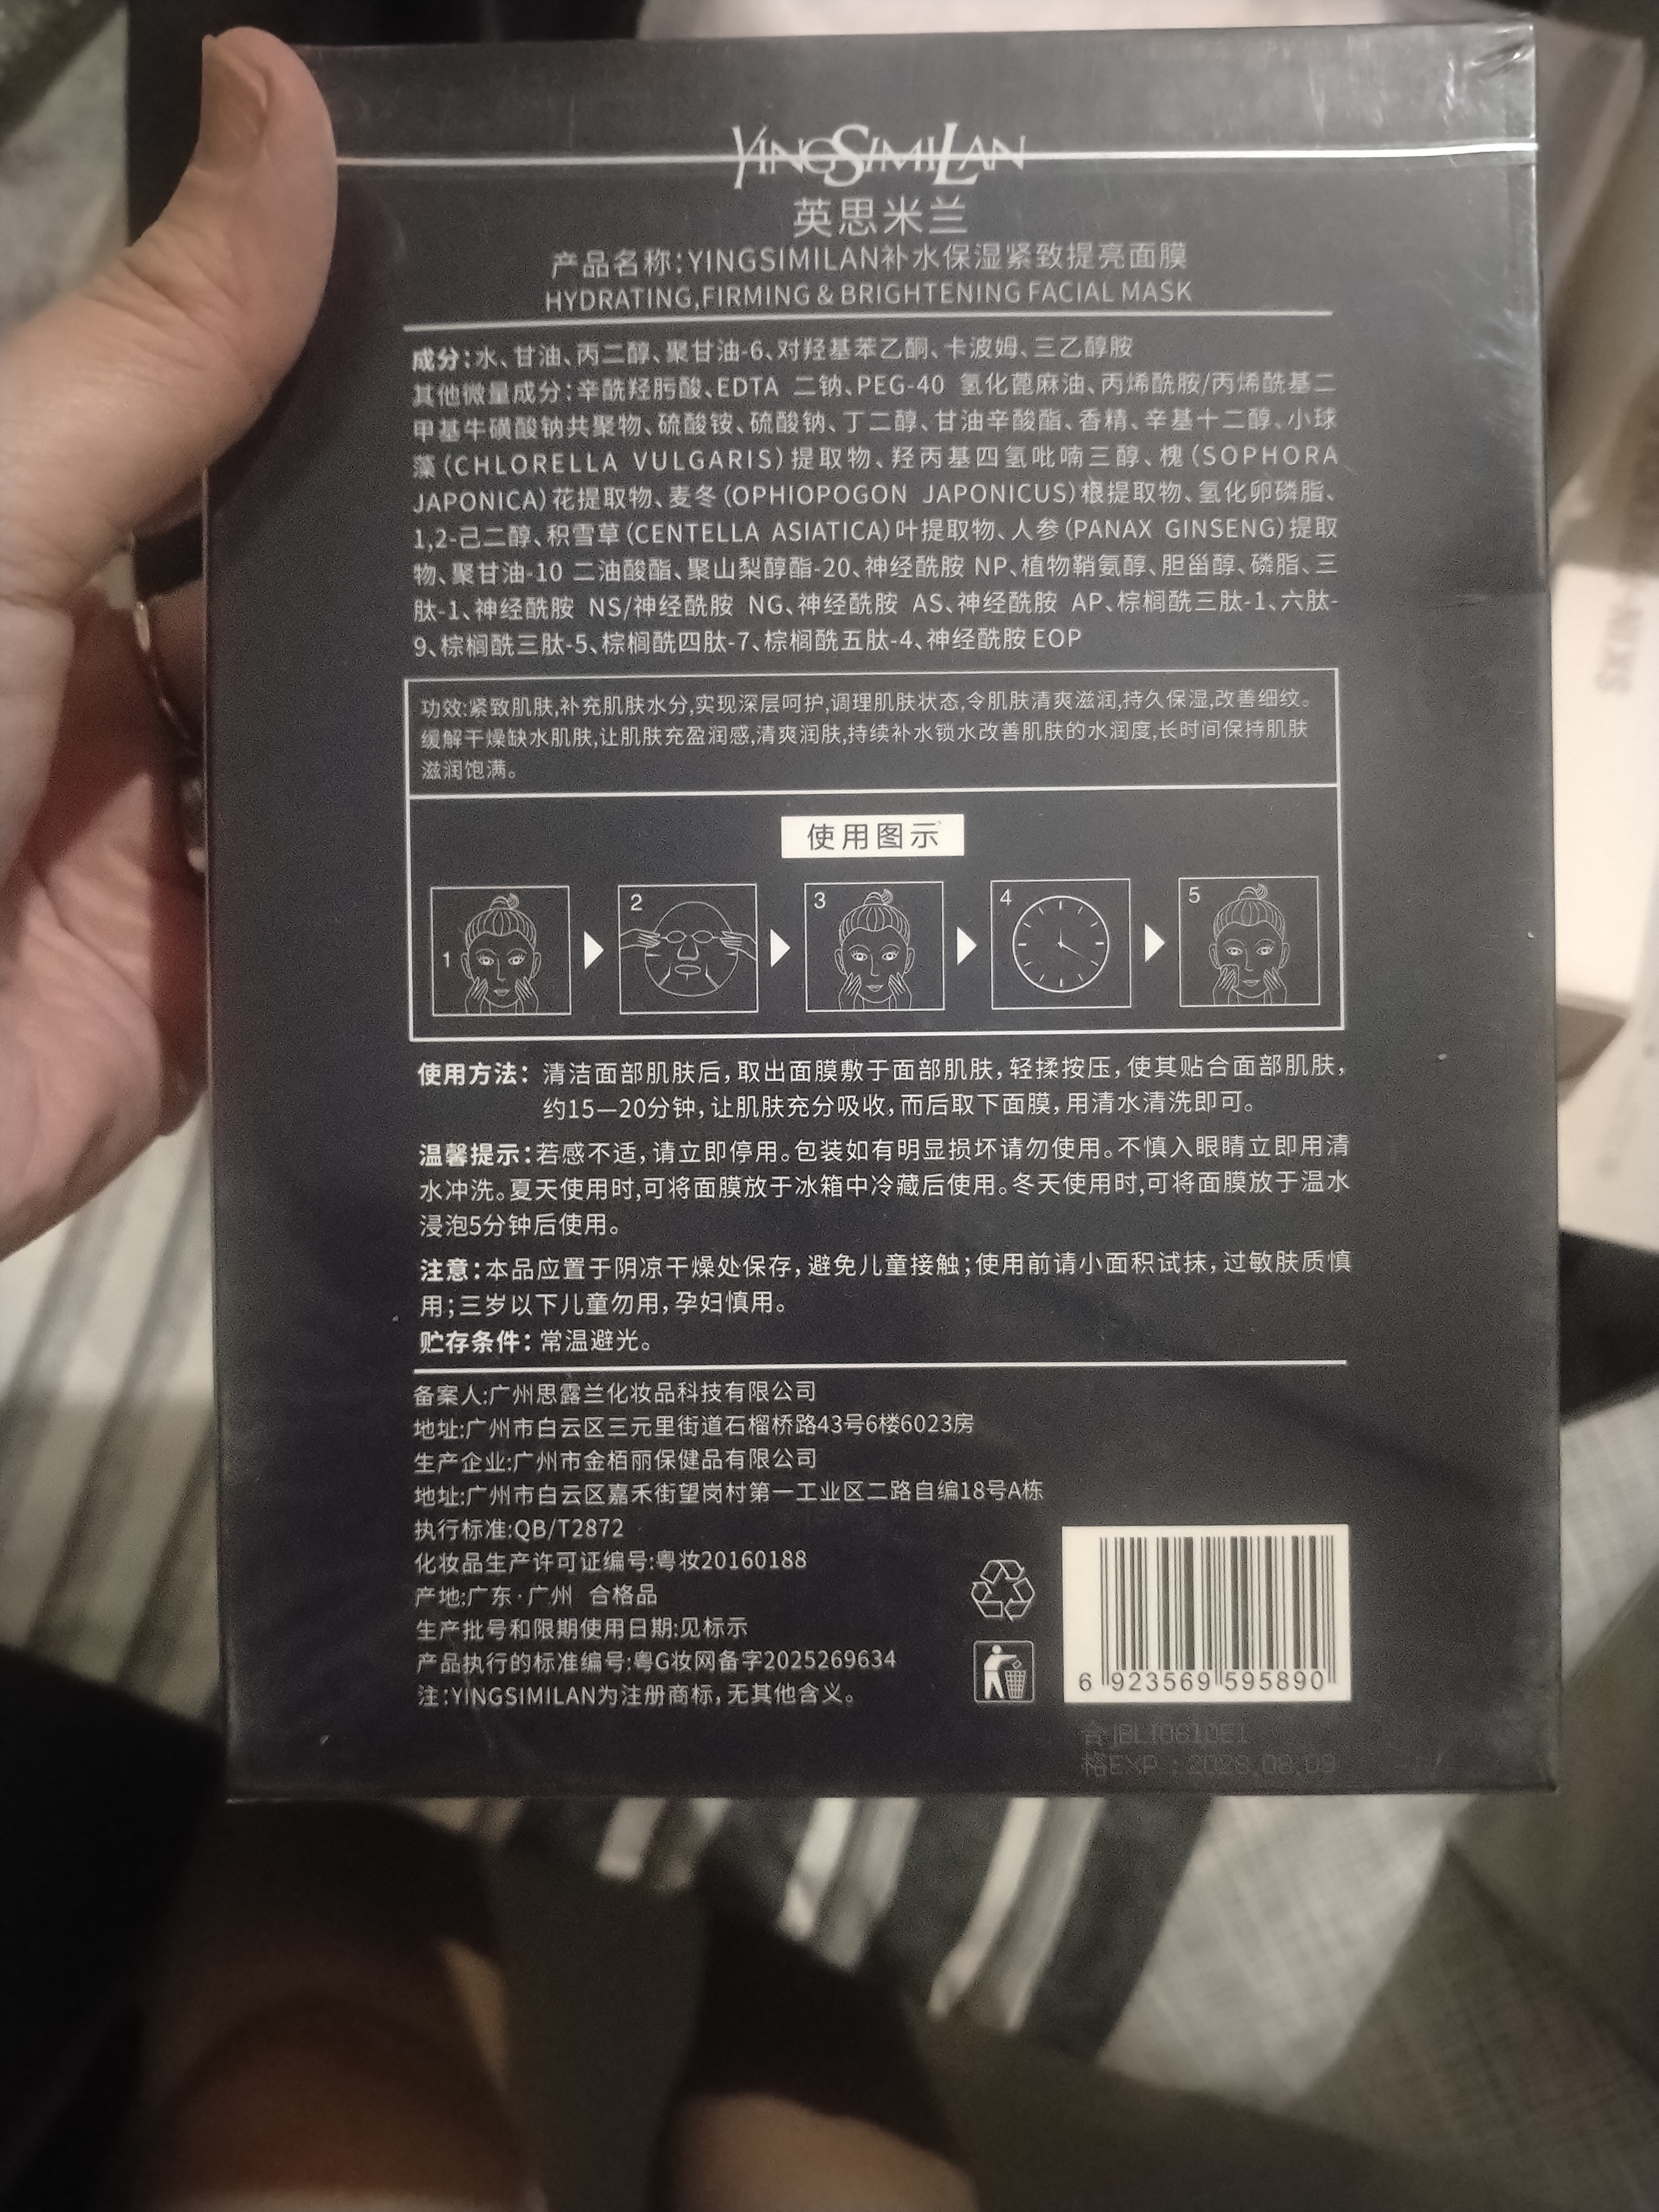 YINGSIMILAN
英思米兰
产品名称:YINGSIMILAN补水保湿紧致提亮面膜
HYDRATING,FIRMING & BRIGHTENING FACIAL MASK
成分:水、甘油、丙二醇、聚甘油-6、对羟基苯乙酮、卡波姆、三乙醇胺
其他微量成分:辛酰羟肟酸、EDTA 二钠、PEG-40 氢化蓖麻油、丙烯酰胺/丙烯酰基二
甲基牛磺酸钠共聚物、硫酸铵、硫酸钠、丁二醇、甘油辛酸酯、香精、辛基十二醇、小球
藻(CHLORELLA VULGARIS)提取物、羟丙基四氢吡喃三醇、槐(SOPHORA
JAPONICA)花提取物、麦冬(OPHIOPOGON JAPONICUS)根提取物、氢化卵磷脂、
1,2-己二醇、积雪草(CENTELLA ASIATICA)叶提取物、人参(PANAX GINSENG)提取
物、聚甘油-10 二油酸酯、聚山梨醇酯-20、神经酰胺 NP、植物鞘氨醇、胆甾醇、磷脂、三
肽-1、神经酰胺 NS/神经酰胺 NG、神经酰胺 AS、神经酰胺 AP、棕榈酰三肽-1、六肽-
9、棕榈酰三肽-5、棕榈酰四肽-7、棕榈酰五肽-4、神经酰胺 EOP
功效:紧致肌肤,补充肌肤水分,实现深层呵护,调理肌肤状态,令肌肤清爽滋润,持久保湿,改善细纹。
缓解干燥缺水肌肤,让肌肤充盈润感,清爽润肤,持续补水锁水改善肌肤的水润度,长时间保持肌肤
滋润饱满。
使用图示
1 2 3 4 5
使用方法: 清洁面部肌肤后,取出面膜敷于面部肌肤,轻揉按压,使其贴合面部肌肤,
约15—20分钟,让肌肤充分吸收,而后取下面膜,用清水清洗即可。
温馨提示:若感不适,请立即停用。包装如有明显损坏请勿使用。不慎入眼睛立即用清
水冲洗。夏天使用时,可将面膜放于冰箱中冷藏后使用。冬天使用时,可将面膜放于温水
浸泡5分钟后使用。
注意:本品应置于阴凉干燥处保存,避免儿童接触;使用前请小面积试抹,过敏肤质慎
用;三岁以下儿童勿用,孕妇慎用。
贮存条件: 常温避光。
备案人:广州思露兰化妆品科技有限公司
地址:广州市白云区三元里街道石榴桥路43号6楼6023房
生产企业:广州市金栢丽保健品有限公司
地址:广州市白云区嘉禾街望岗村第一工业区二路自编18号A栋
执行标准:QB/T2872
化妆品生产许可证编号:粤妆20160188
产地:广东·广州 合格品
生产批号和限期使用日期:见标示
产品执行的标准编号:粤G妆网备字2025269634
注:YINGSIMILAN为注册商标,无其他含义。
6 923569 595890
格EXP : 2028.08.09
SKIN